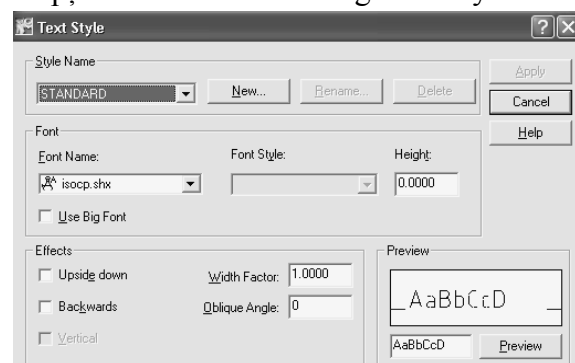 Text Style
Style Name
STANDARD
New...
Rename...
Delete
Apply
Cancel
Help
Font
Font Name:
Font Style:
Height:
isocp.shx
0.0000
Use Big Font
Effects
Upside down
Width Factor: 1.0000
Backwards
Oblique Angle: 0
Vertical
Preview
AaBbCcD
AaBbCcD
Preview